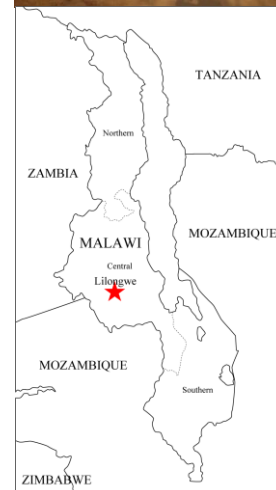 TANZANIA
Northern
ZAMBIA
MOZAMBIQUE
MALAWI
Central
Lilongwe
MOZAMBIQUE
Southern
ZIMBABWE